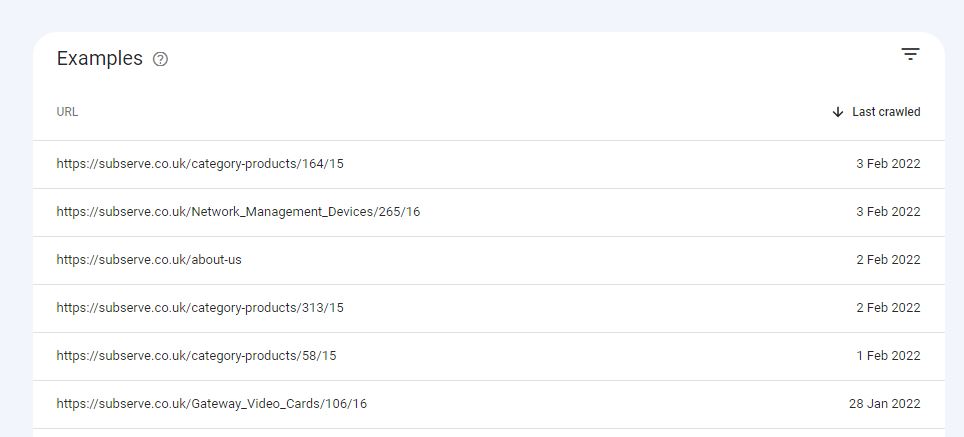 Examples
URL Last crawled
https://subserve.co.uk/category-products/164/15 3 Feb 2022
https://subserve.co.uk/Network_Management_Devices/265/16 3 Feb 2022
https://subserve.co.uk/about-us 2 Feb 2022
https://subserve.co.uk/category-products/313/15 2 Feb 2022
https://subserve.co.uk/category-products/58/15 1 Feb 2022
https://subserve.co.uk/Gateway_Video_Cards/106/16 28 Jan 2022